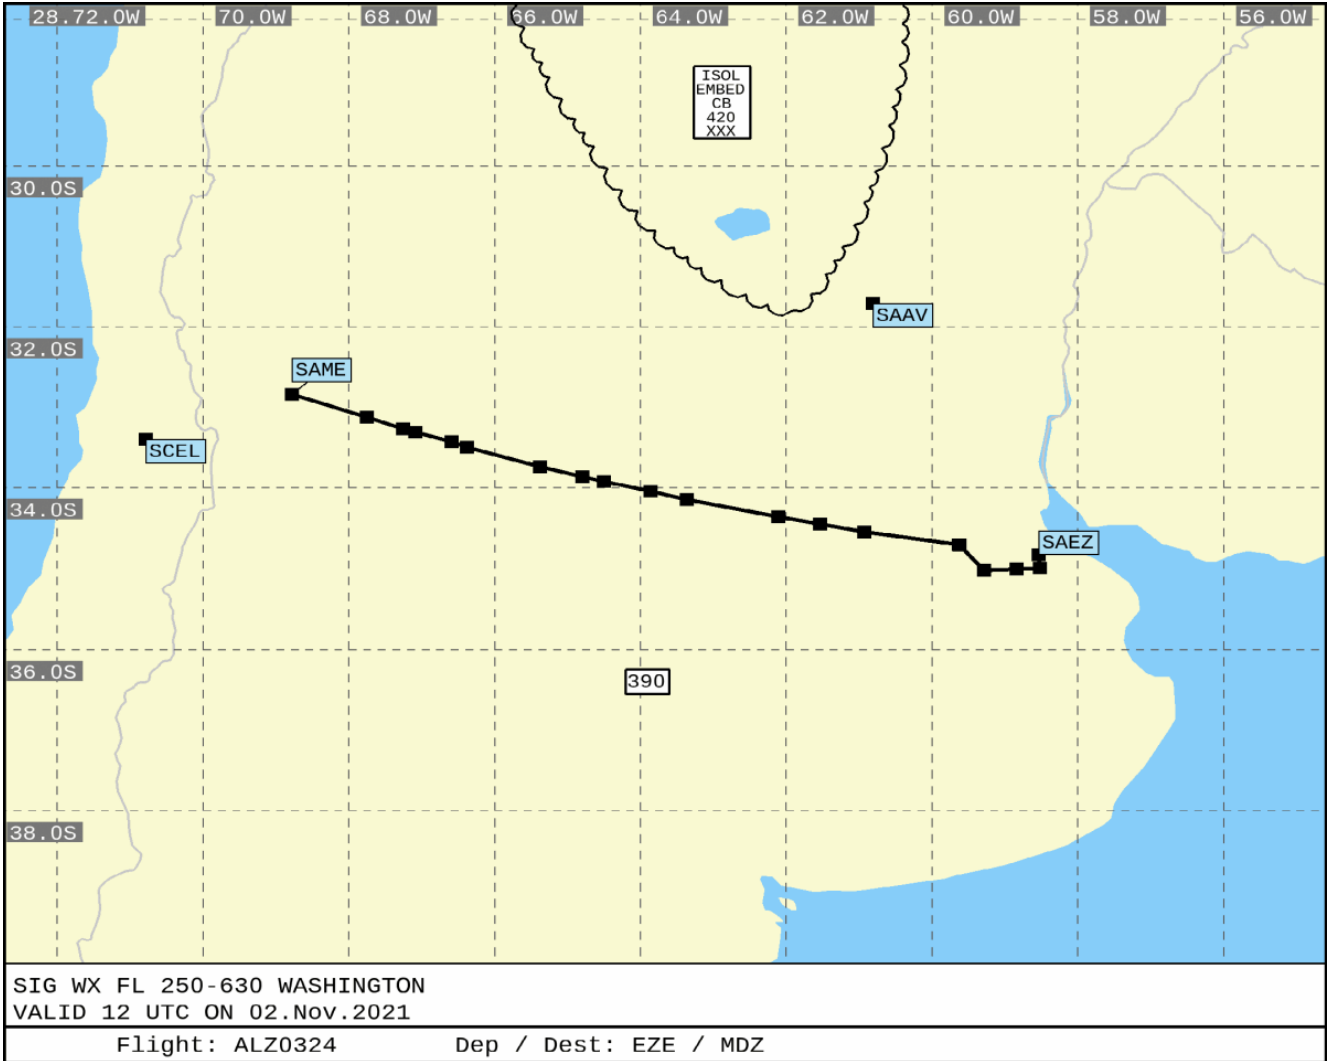 28.72.0W 70.0W 68.0W 66.0W 64.0W 62.0W 60.0W 58.0W 56.0W
ISOL
EMBED
CB
420
XXX
30.0S
SAAV
32.0S
SAME
SCEL
34.0S
SAEZ
36.0S
390
38.0S
SIG WX FL 250-630 WASHINGTON
VALID 12 UTC ON 02.Nov.2021
Flight: ALZ0324 Dep / Dest: EZE / MDZ